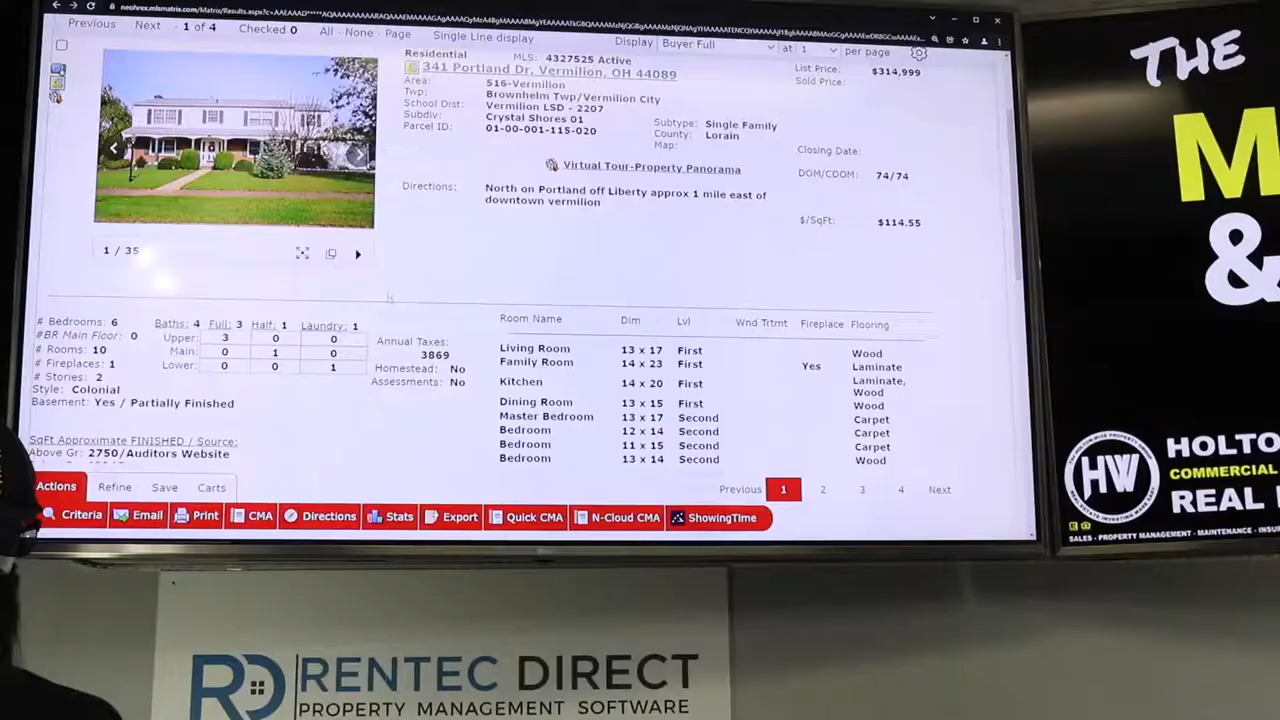 Previous Next · 1 of 4 Checked 0 All · None · Page Single Line display Display Buyer Full at 1 per page
Residential MLS: 4327525 Active List Price: $314,999
341 Portland Dr, Vermilion, OH 44089 Sold Price:
Area: 516-Vermilion
Twp: Brownhelm Twp/Vermilion City
School Dist: Vermilion LSD - 2207
Subdiv: Crystal Shores 01 Subtype: Single Family
Parcel ID: 01-00-001-115-020 County: Lorain
Map:
Closing Date:
Virtual Tour-Property Panorama
DOM/CDOM: 74/74
Directions: North on Portland off Liberty approx 1 mile east of
downtown vermilion
$/SqFt: $114.55
1 / 35
# Bedrooms: 6 Baths: 4 Full: 3 Half: 1 Laundry: 1
#BR Main Floor: 0 Upper: 3 0 0
# Rooms: 10 Main: 0 1 0
# Fireplaces: 1 Lower: 0 0 1
# Stories: 2
Style: Colonial
Basement: Yes / Partially Finished
Annual Taxes:
3869
Homestead: No
Assessments: No
Room Name Dim Lvl Wnd Trtmt Fireplace Flooring
Living Room 13 x 17 First Wood
Family Room 14 x 23 First Yes Laminate
Kitchen 14 x 20 First Laminate,
Wood
Dining Room 13 x 15 First Wood
Master Bedroom 13 x 17 Second Carpet
Bedroom 12 x 14 Second Carpet
Bedroom 11 x 15 Second Carpet
Bedroom 13 x 14 Second Wood
SqFt Approximate FINISHED / Source:
Above Gr: 2750/Auditors Website
Actions Refine Save Carts Previous 1 2 3 4 Next
Criteria Email Print CMA Directions Stats Export Quick CMA N-Cloud CMA ShowingTime
THE
M
&
HW
HOLTO
COMMERCIAL
REAL
SALES - PROPERTY MANAGEMENT - MAINTENANCE - INSU
RD RENTEC DIRECT
PROPERTY MANAGEMENT SOFTWARE